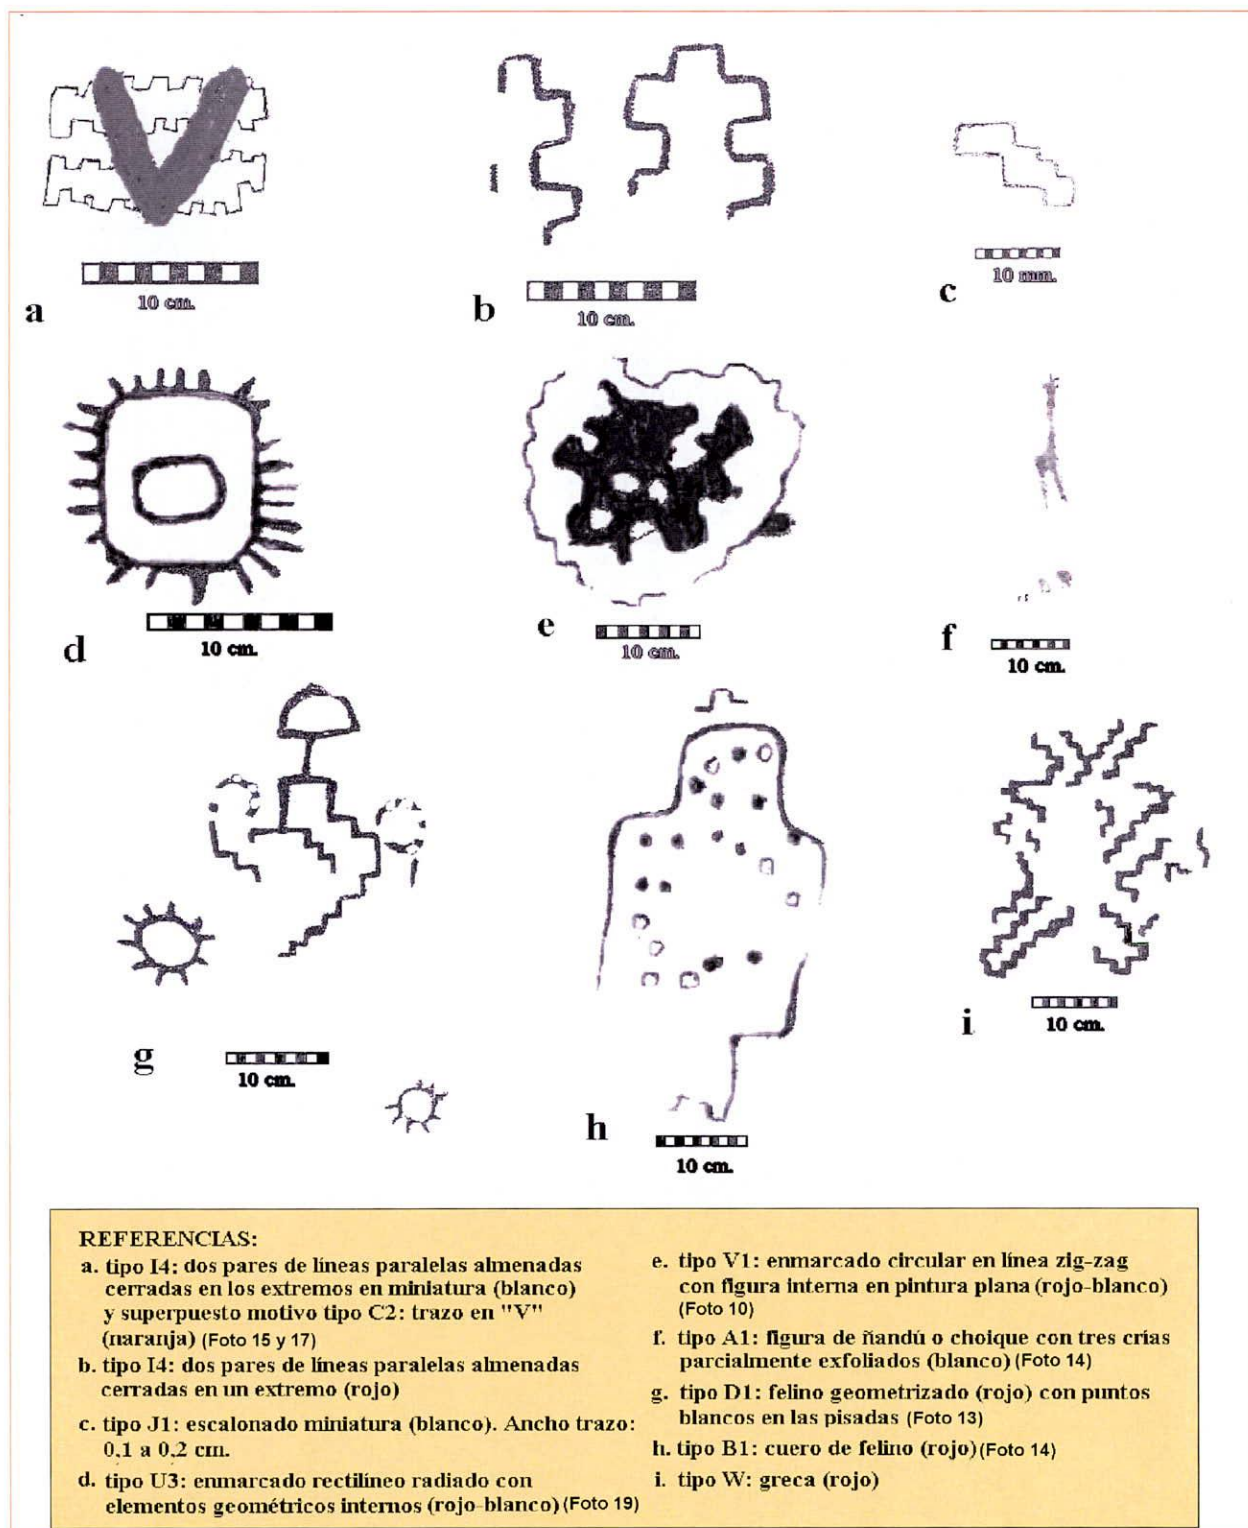 10 cm.
a
10 cm.
b
10 mm.
c
10 cm.
d
10 cm.
e
10 cm.
f
10 cm.
g
10 cm.
h
10 cm.
i
REFERENCIAS:
a. tipo I4: dos pares de líneas paralelas almenadas
cerradas en los extremos en miniatura (blanco)
y superpuesto motivo tipo C2: trazo en "V"
(naranja) (Foto 15 y 17)
b. tipo I4: dos pares de líneas paralelas almenadas
cerradas en un extremo (rojo)
c. tipo J1: escalonado miniatura (blanco). Ancho trazo:
0,1 a 0,2 cm.
d. tipo U3: enmarcado rectilíneo radiado con
elementos geométricos internos (rojo-blanco) (Foto 19)
e. tipo V1: enmarcado circular en línea zig-zag
con figura interna en pintura plana (rojo-blanco)
(Foto 10)
f. tipo A1: figura de ñandú o choique con tres crías
parcialmente exfoliados (blanco) (Foto 14)
g. tipo D1: felino geometrizado (rojo) con puntos
blancos en las pisadas (Foto 13)
h. tipo B1: cuero de felino (rojo) (Foto 14)
i. tipo W: greca (rojo)